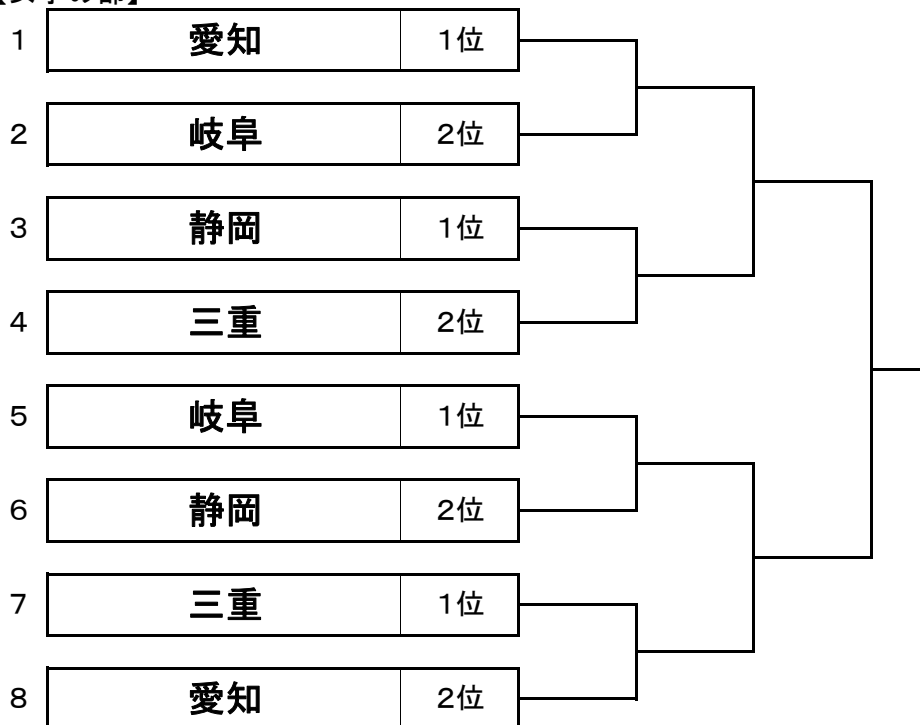 1 愛知 1位
2 岐阜 2位
3 静岡 1位
4 三重 2位
5 岐阜 1位
6 静岡 2位
7 三重 1位
8 愛知 2位